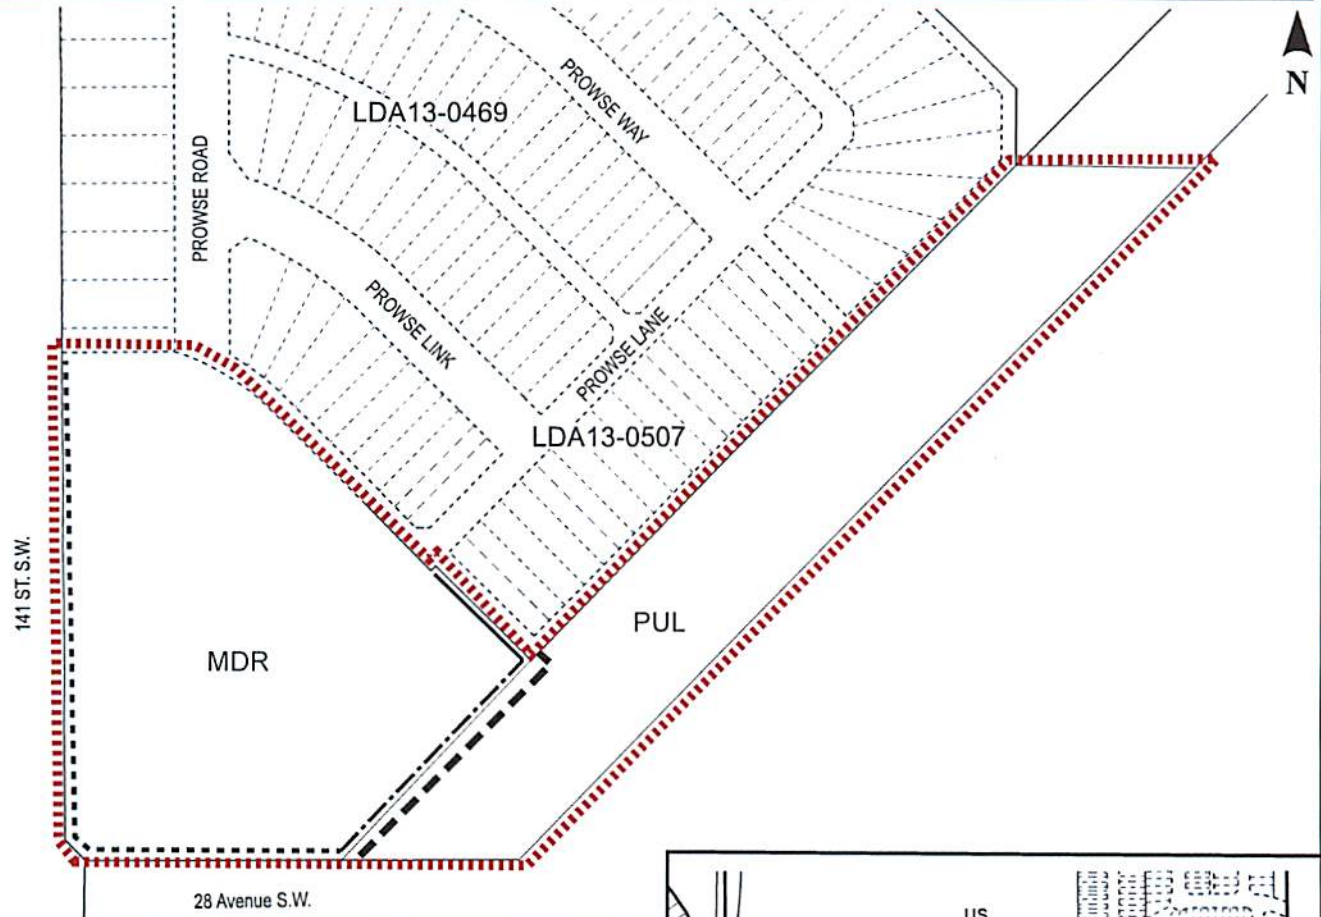 N
LDA13-0469
PROWSE WAY
PROWSE ROAD
PROWSE LINK
PROWSE LANE
LDA13-0507
141 ST. S.W.
PUL
MDR
28 Avenue S.W.
US